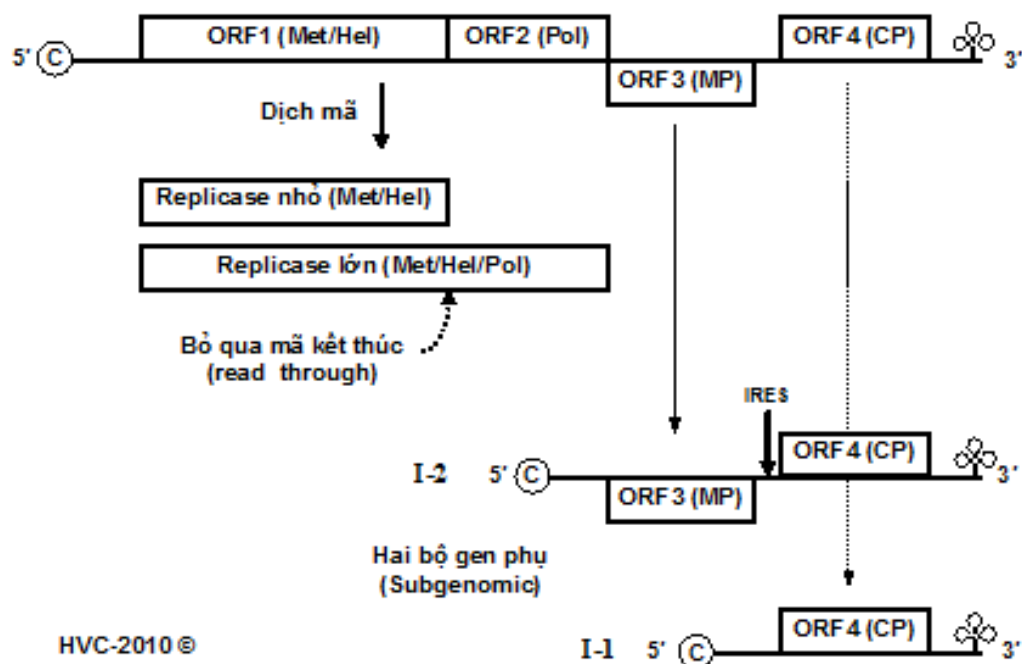 ORF1 (Met/Hel) ORF2 (Pol) ORF4 (CP)
5' C 3'
ORF3 (MP)
Dịch mã
Replicase nhỏ (Met/Hel)
Replicase lớn (Met/Hel/Pol)
Bỏ qua mã kết thúc
(read through)
IRES
ORF4 (CP)
I-2 5' C 3'
ORF3 (MP)
Hai bộ gen phụ
(Subgenomic)
ORF4 (CP)
HVC-2010 © I-1 5' C 3'